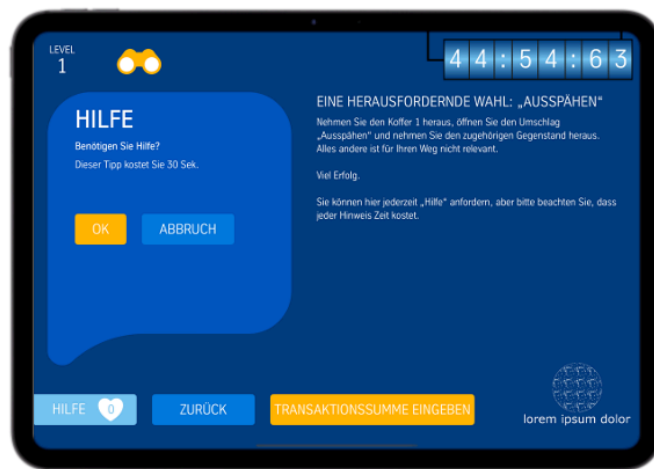 LEVEL
1
44:54:63
HILFE
Benötigen Sie Hilfe?
Dieser Tipp kostet Sie 30 Sek.
OK
ABBRUCH
EINE HERAUSFORDERNDE WAHL: „AUSSPÄHEN“
Nehmen Sie den Koffer 1 heraus, öffnen Sie den Umschlag
„Ausspähen“ und nehmen Sie den zugehörigen Gegenstand heraus.
Alles andere ist für Ihren Weg nicht relevant.
Viel Erfolg.
Sie können hier jederzeit „Hilfe“ anfordern, aber bitte beachten Sie, dass
jeder Hinweis Zeit kostet.
HILFE 0
ZURÜCK
TRANSAKTIONSSUMME EINGEBEN
lorem ipsum dolor